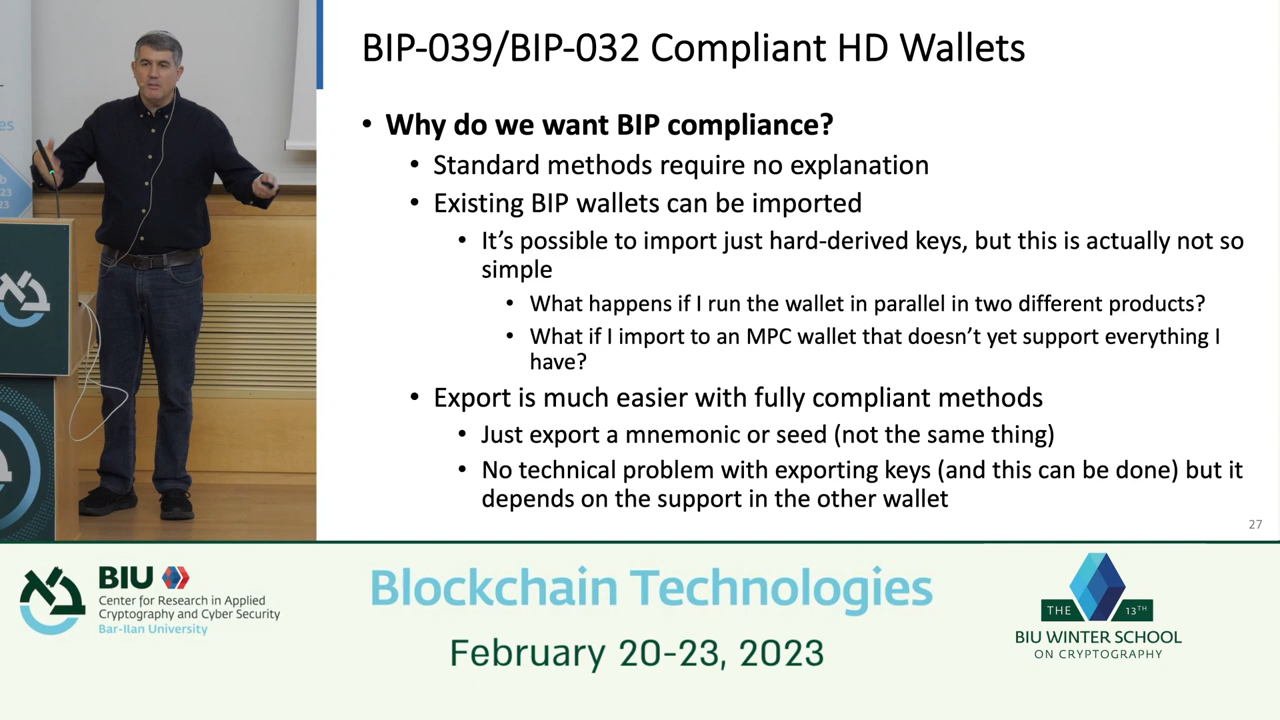 BIP-039/BIP-032 Compliant HD Wallets
• Why do we want BIP compliance?
• Standard methods require no explanation
• Existing BIP wallets can be imported
• It's possible to import just hard-derived keys, but this is actually not so
simple
• What happens if I run the wallet in parallel in two different products?
• What if I import to an MPC wallet that doesn't yet support everything I
have?
• Export is much easier with fully compliant methods
• Just export a mnemonic or seed (not the same thing)
• No technical problem with exporting keys (and this can be done) but it
depends on the support in the other wallet
27
BIU
Center for Research in Applied
Cryptography and Cyber Security
Bar-Ilan University
Blockchain Technologies
February 20-23, 2023
THE 13TH
BIU WINTER SCHOOL
ON CRYPTOGRAPHY